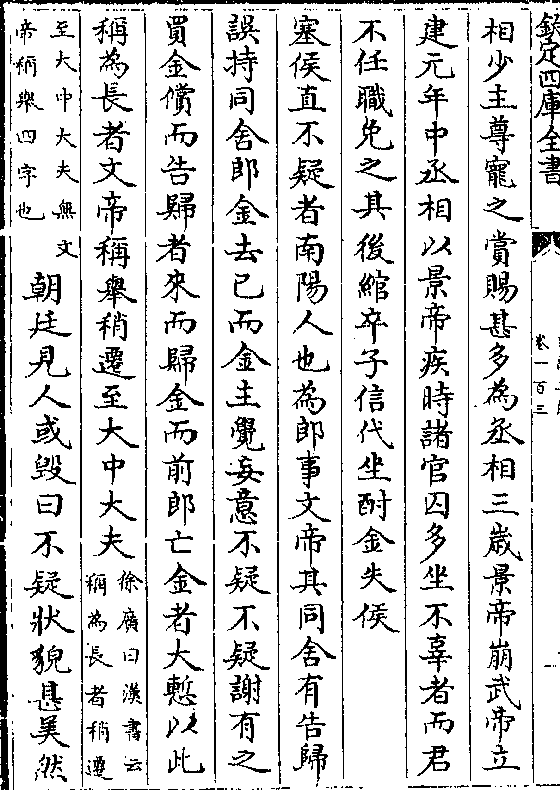 欽定四庫全書
卷一百三
相少主尊寵之賞賜甚多為丞相三歲景帝崩武帝立
建元年中丞相以景帝疾時諸官囚多坐不辜者而君
不任職免之其後綰卒子信代坐酎金失侯
塞侯直不疑者南陽人也為郎事文帝其同舍有告歸
誤持同舍郎金去已而金主覺妄意不疑不疑謝有之
買金償而告歸者來而歸金而前郎亡金者大慙以此
稱為長者文帝稱舉稍遷至大中大夫徐廣曰漢書云稱為長者稍遷
至大中大夫無文帝稱舉四字也朝廷見人或毀曰不疑狀貌甚美然